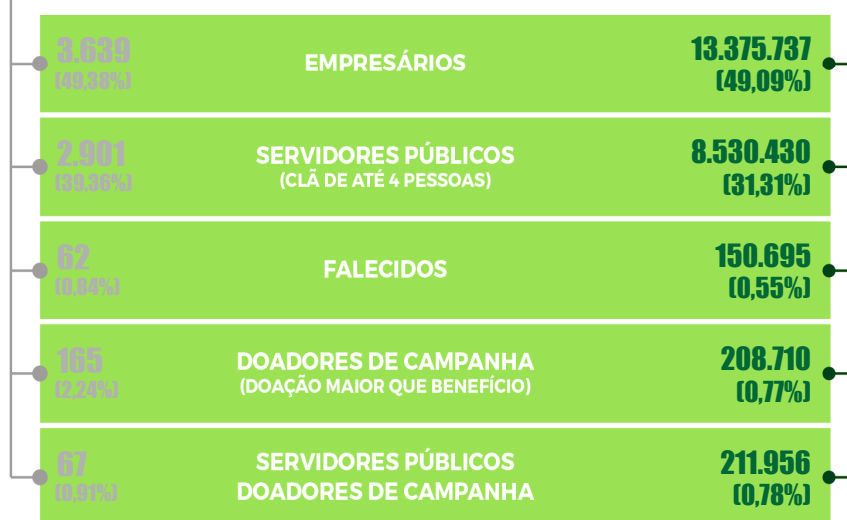 3.639
(49,38%)
EMPRESÁRIOS
13.375.737
(49,09%)
2.901
(39,36%)
SERVIDORES PÚBLICOS
(CLÃ DE ATÉ 4 PESSOAS)
8.530.430
(31,31%)
62
(0,84%)
FALECIDOS
150.695
(0,55%)
165
(2,24%)
DOADORES DE CAMPANHA
(DOAÇÃO MAIOR QUE BENEFÍCIO)
208.710
(0,77%)
67
(0,91%)
SERVIDORES PÚBLICOS
DOADORES DE CAMPANHA
211.956
(0,78%)